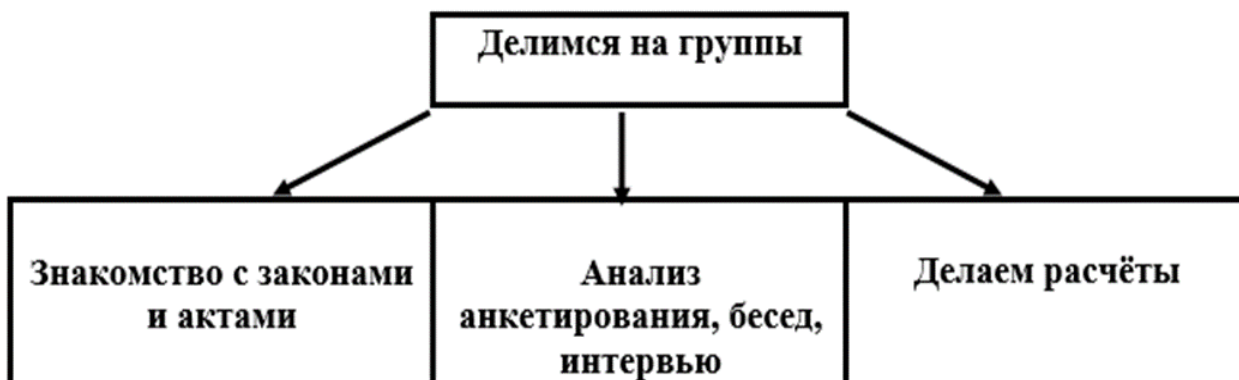 Делимся на группы
Знакомство с законами
и актами
Анализ
анкетирования, бесед,
интервью
Делаем расчёты